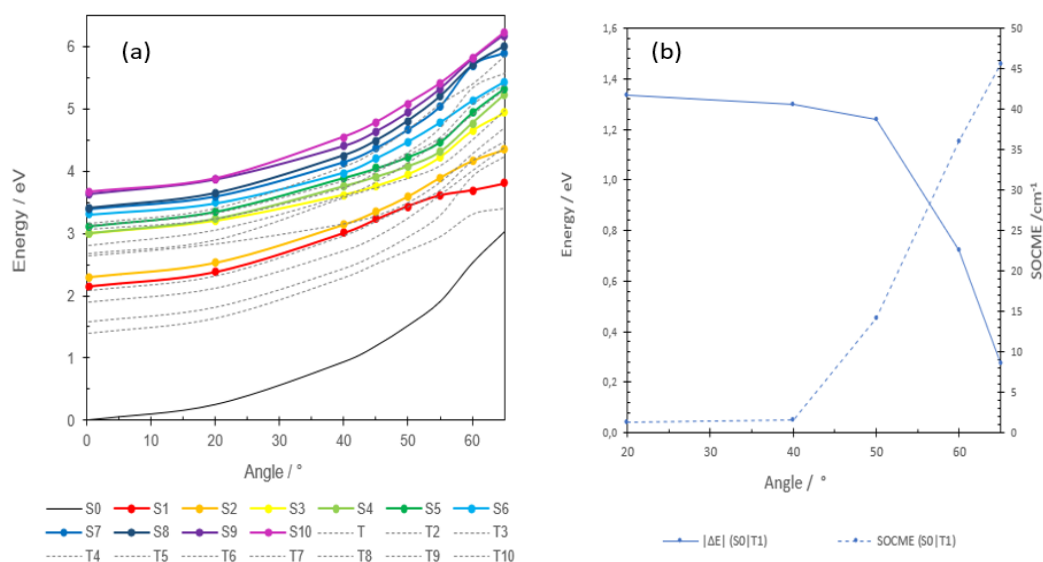 (a)
6
5
4
3
2
1
0
Energy / eV
0 10 20 30 40 50 60
Angle / °
S0 S1 S2 S3 S4 S5 S6
S7 S8 S9 S10 T T2 T3
T4 T5 T6 T7 T8 T9 T10
(b)
1,6
1,4
1,2
1,0
0,8
0,6
0,4
0,2
0,0
Energy / eV
50
45
40
35
30
25
20
15
10
5
0
SOCME /cm⁻¹
20 30 40 50 60
Angle / °
|ΔE| (S0|T1) SOCME (S0|T1)